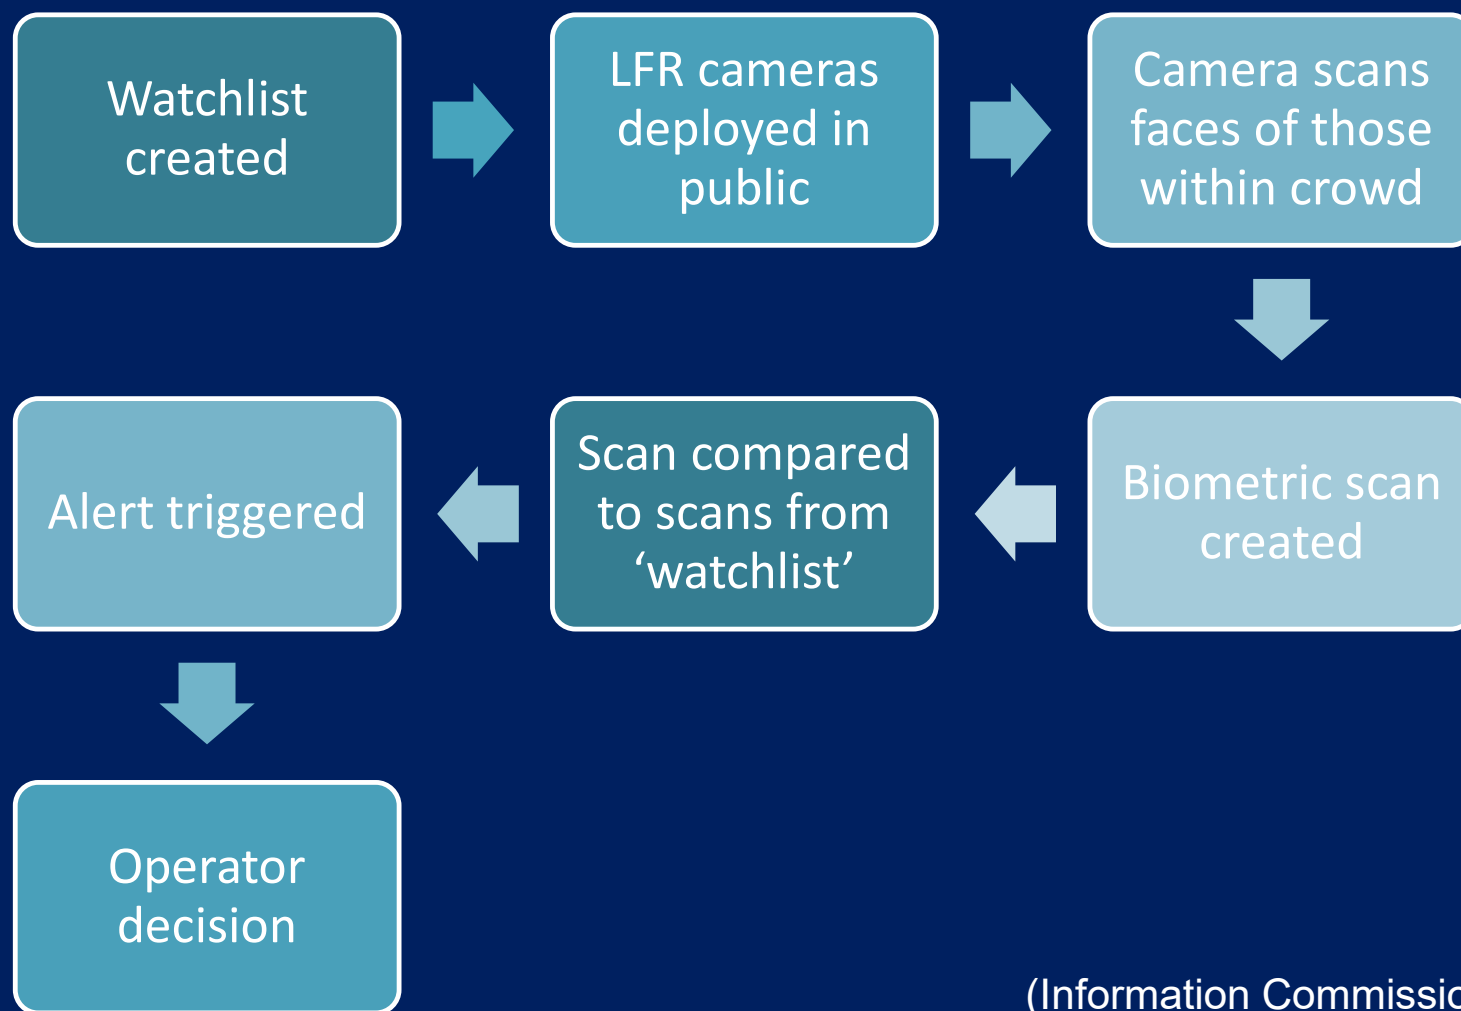 Watchlist
created
LFR cameras
deployed in
public
Camera scans
faces of those
within crowd
Biometric scan
created
Scan compared
to scans from
‘watchlist’
Alert triggered
Operator
decision
(Information